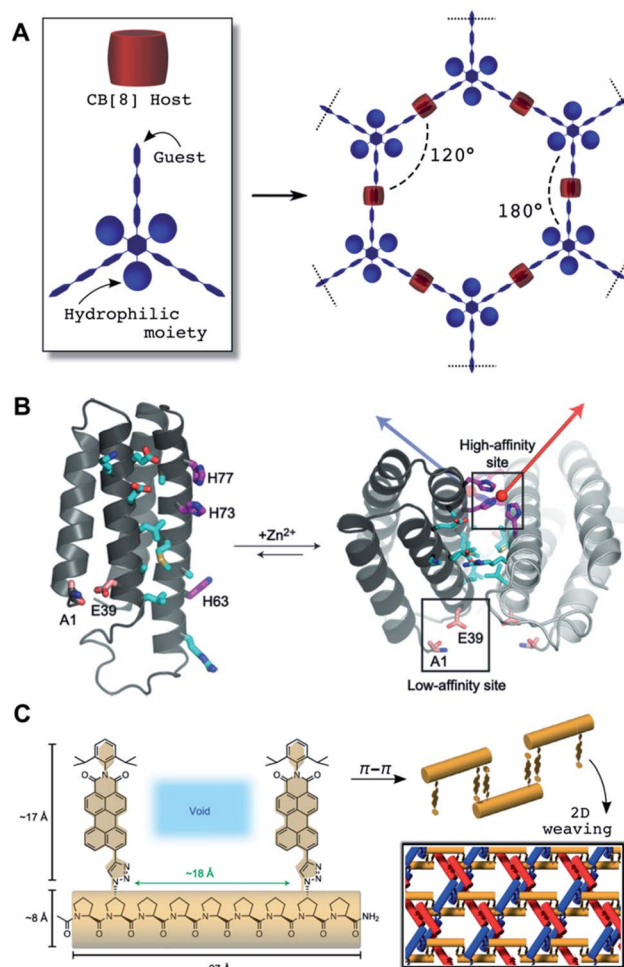 A
CB[8] Host
Guest
Hydrophilic
moiety
120°
180°
B
H77
H73
H63
A1
E39
+Zn²⁺
High-affinity
site
E39
A1
Low-affinity site
C
~17 Å
~8 Å
Void
~18 Å
O
N
O
N
N
N
O
N
O
N
N
N
O
N
O
N
O
N
O
N
O
N
O
N
O
N
O
N
O
N
O
NH₂
π–π
2D
weaving